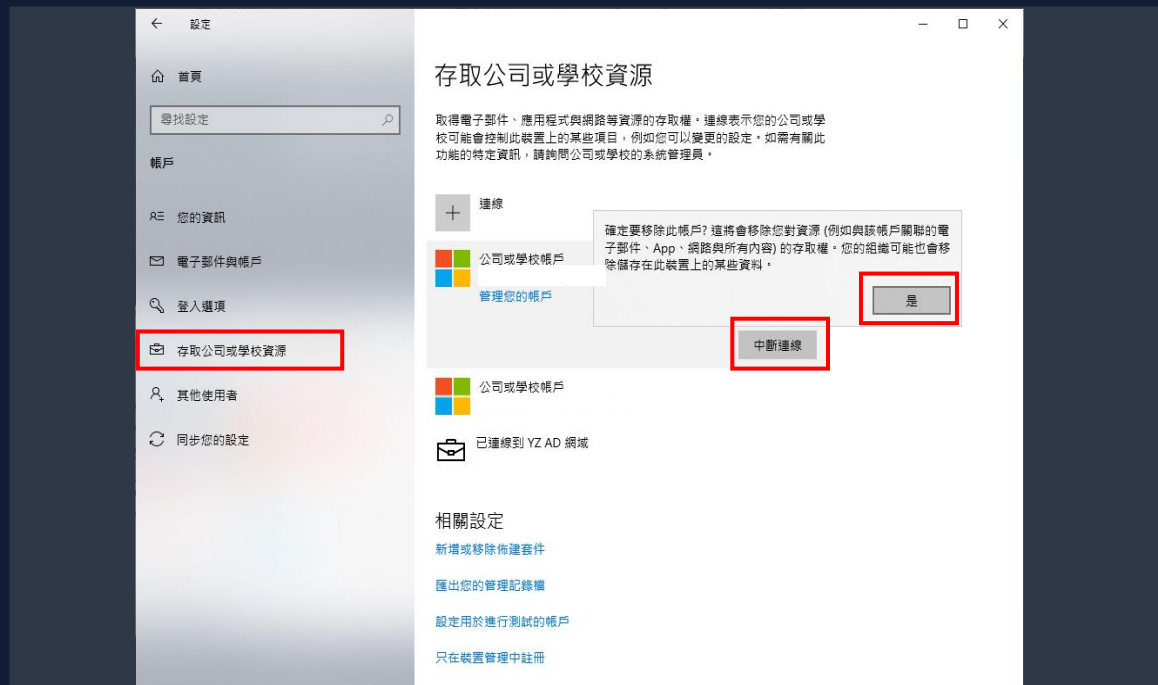 設定
首頁
尋找設定
帳戶
您的資訊
電子郵件與帳戶
登入選項
存取公司或學校資源
其他使用者
同步您的設定
存取公司或學校資源
取得電子郵件、應用程式與網路等資源的存取權。連線表示您的公司或學
校可能會控制此裝置上的某些項目，例如您可以變更的設定。如需有關此
功能的特定資訊，請詢問公司或學校的系統管理員。
連線
公司或學校帳戶
管理您的帳戶
確定要移除此帳戶? 這將會移除您對資源 (例如與該帳戶關聯的電
子郵件、App、網路與所有內容) 的存取權。您的組織可能也會移
除儲存在此裝置上的某些資料。
是
中斷連線
公司或學校帳戶
已連線到 YZ AD 網域
相關設定
新增或移除佈建套件
匯出您的管理記錄檔
設定用於進行測試的帳戶
只在裝置管理中註冊